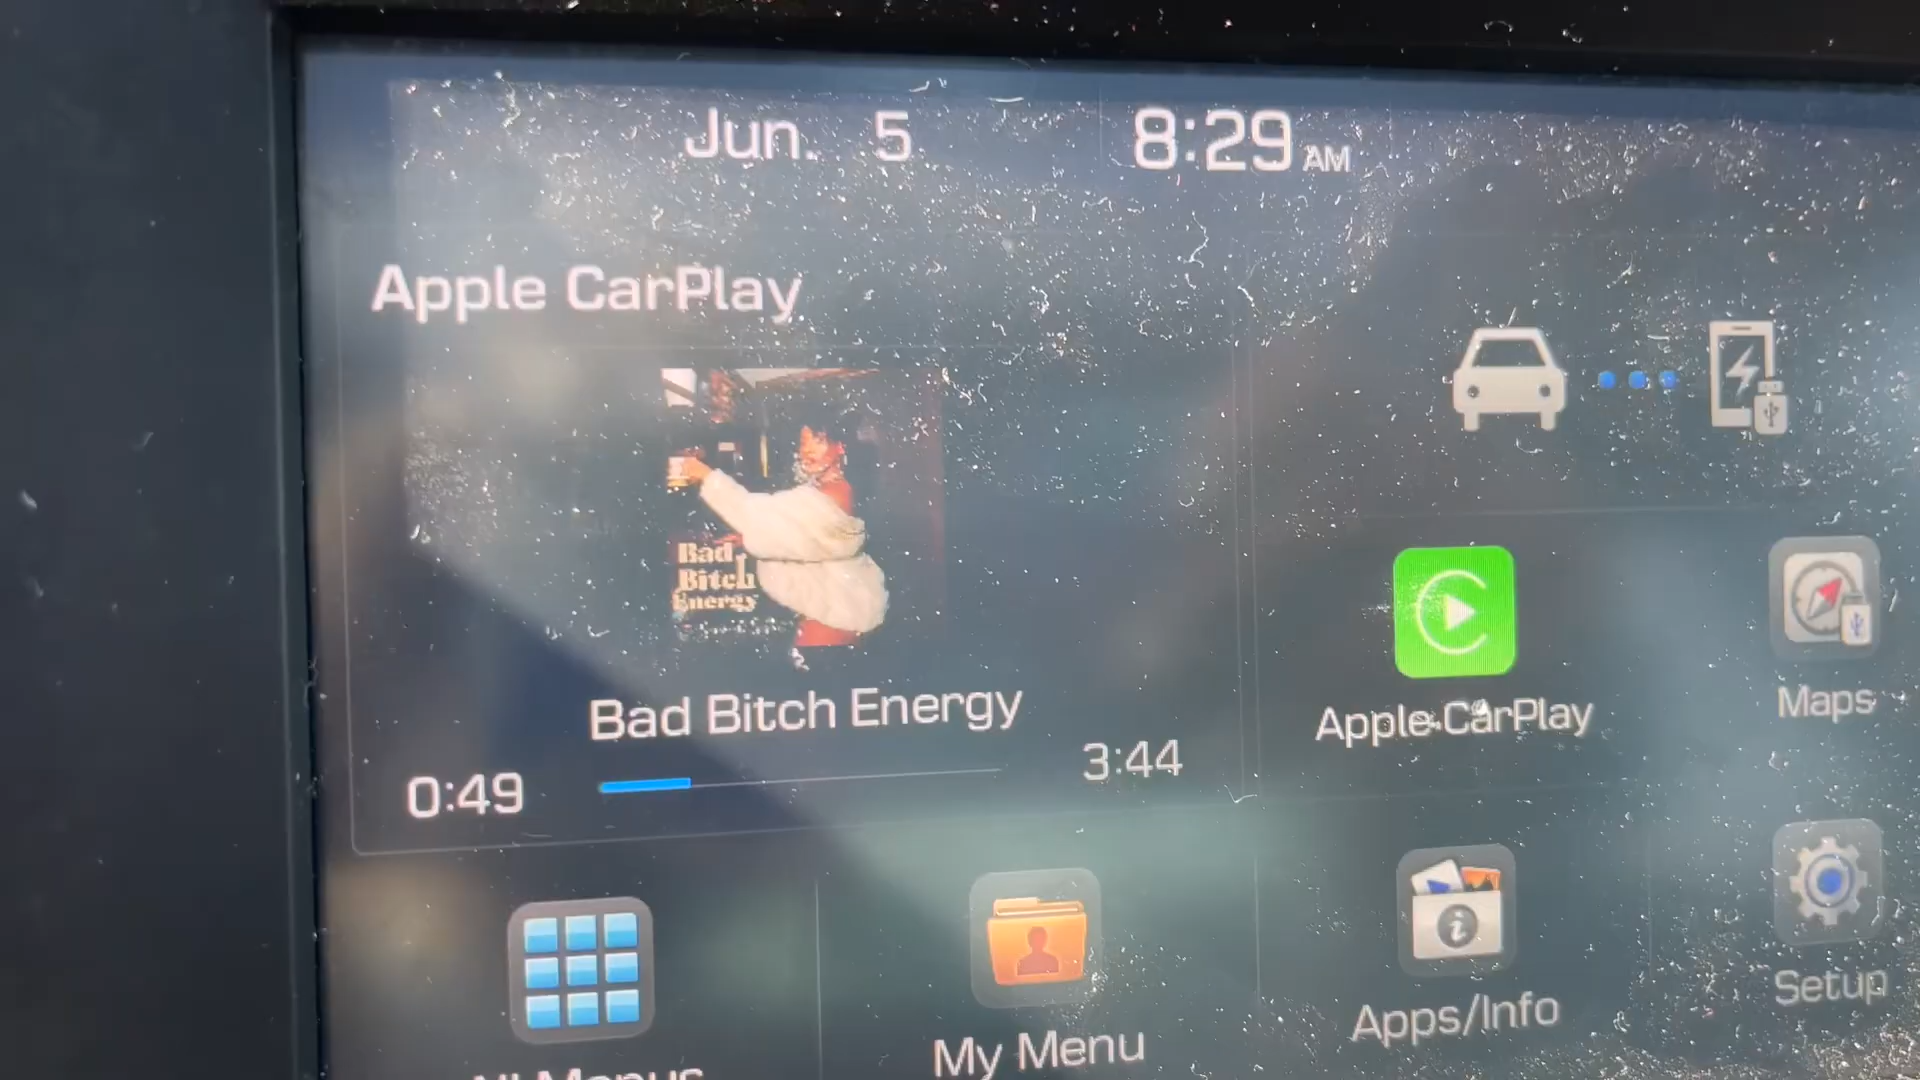 Jun. 5 8:29 AM
Apple CarPlay
Bad
Bitch
Energy
Bad Bitch Energy
0:49 3:44
Apple CarPlay
Maps
My Menu
Apps/Info
Setup